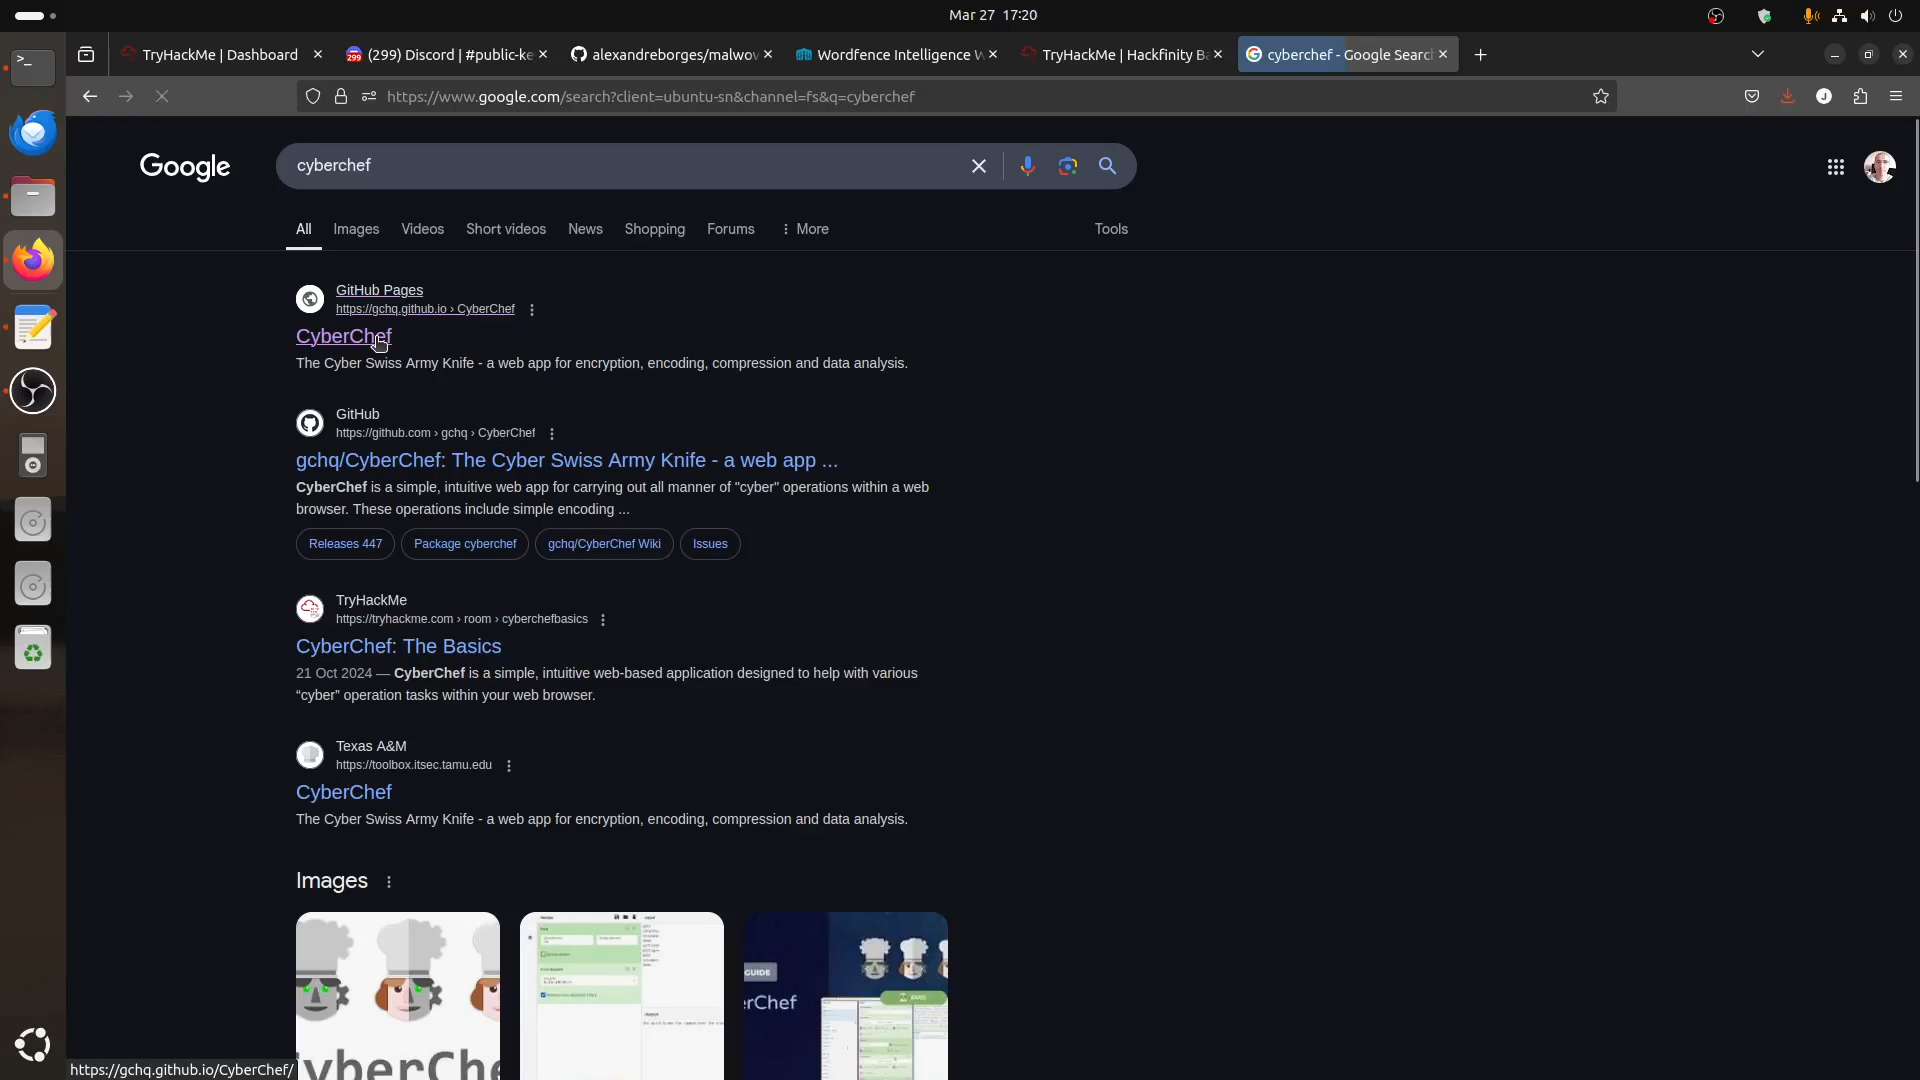 Mar 27 17:20
TryHackMe | Dashboard
(299) Discord | #public-ke
alexandreborges/malwov
Wordfence Intelligence W
TryHackMe | Hackfinity Ba
cyberchef - Google Search
https://www.google.com/search?client=ubuntu-sn&channel=fs&q=cyberchef
J
299
Google
cyberchef
All
Images
Videos
Short videos
News
Shopping
Forums
More
Tools
GitHub Pages
https://gchq.github.io › CyberChef
CyberChef
The Cyber Swiss Army Knife - a web app for encryption, encoding, compression and data analysis.
GitHub
https://github.com › gchq › CyberChef
gchq/CyberChef: The Cyber Swiss Army Knife - a web app ...
CyberChef is a simple, intuitive web app for carrying out all manner of "cyber" operations within a web
browser. These operations include simple encoding ...
Releases 447
Package cyberchef
gchq/CyberChef Wiki
Issues
TryHackMe
https://tryhackme.com › room › cyberchefbasics
CyberChef: The Basics
21 Oct 2024 — CyberChef is a simple, intuitive web-based application designed to help with various
“cyber” operation tasks within your web browser.
Texas A&M
https://toolbox.itsec.tamu.edu
CyberChef
The Cyber Swiss Army Knife - a web app for encryption, encoding, compression and data analysis.
Images
GUIDE
erChef
yberChe
https://gchq.github.io/CyberChef/